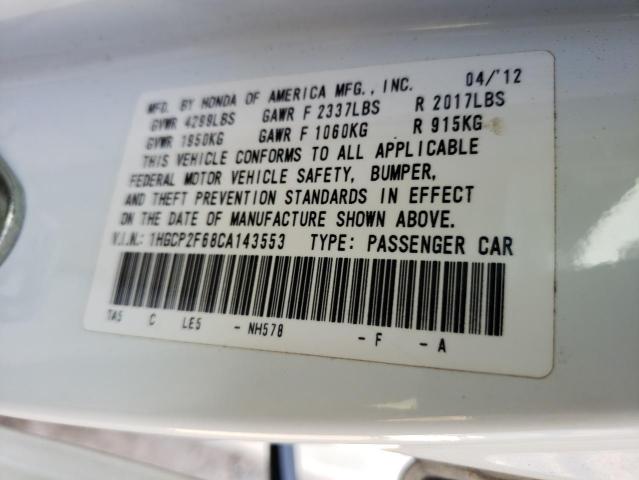 MFD. BY HONDA OF AMERICA MFG., INC. 04/'12
GVWR 4299LBS GAWR F 2337LBS R 2017LBS
GVWR 1950KG GAWR F 1060KG R 915KG
THIS VEHICLE CONFORMS TO ALL APPLICABLE
FEDERAL MOTOR VEHICLE SAFETY, BUMPER,
AND THEFT PREVENTION STANDARDS IN EFFECT
ON THE DATE OF MANUFACTURE SHOWN ABOVE.
V.I.N.: 1HGCP2F68CA143553 TYPE: PASSENGER CAR
TA5 C LE5 - NH578 - F - A